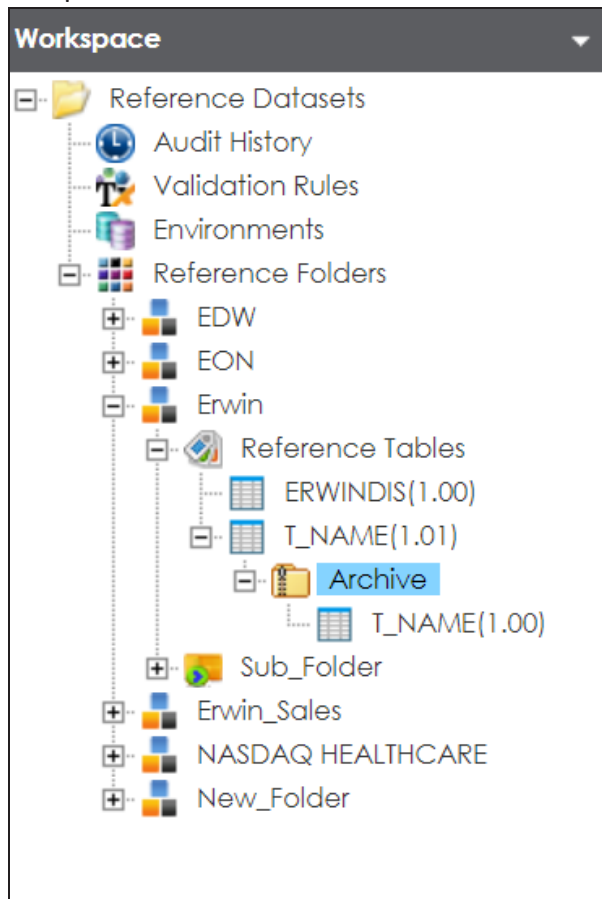 Workspace
Reference Datasets
Audit History
Validation Rules
Environments
Reference Folders
EDW
EON
Erwin
Reference Tables
ERWINDIS(1.00)
T_NAME(1.01)
Archive
T_NAME(1.00)
Sub_Folder
Erwin_Sales
NASDAQ HEALTHCARE
New_Folder